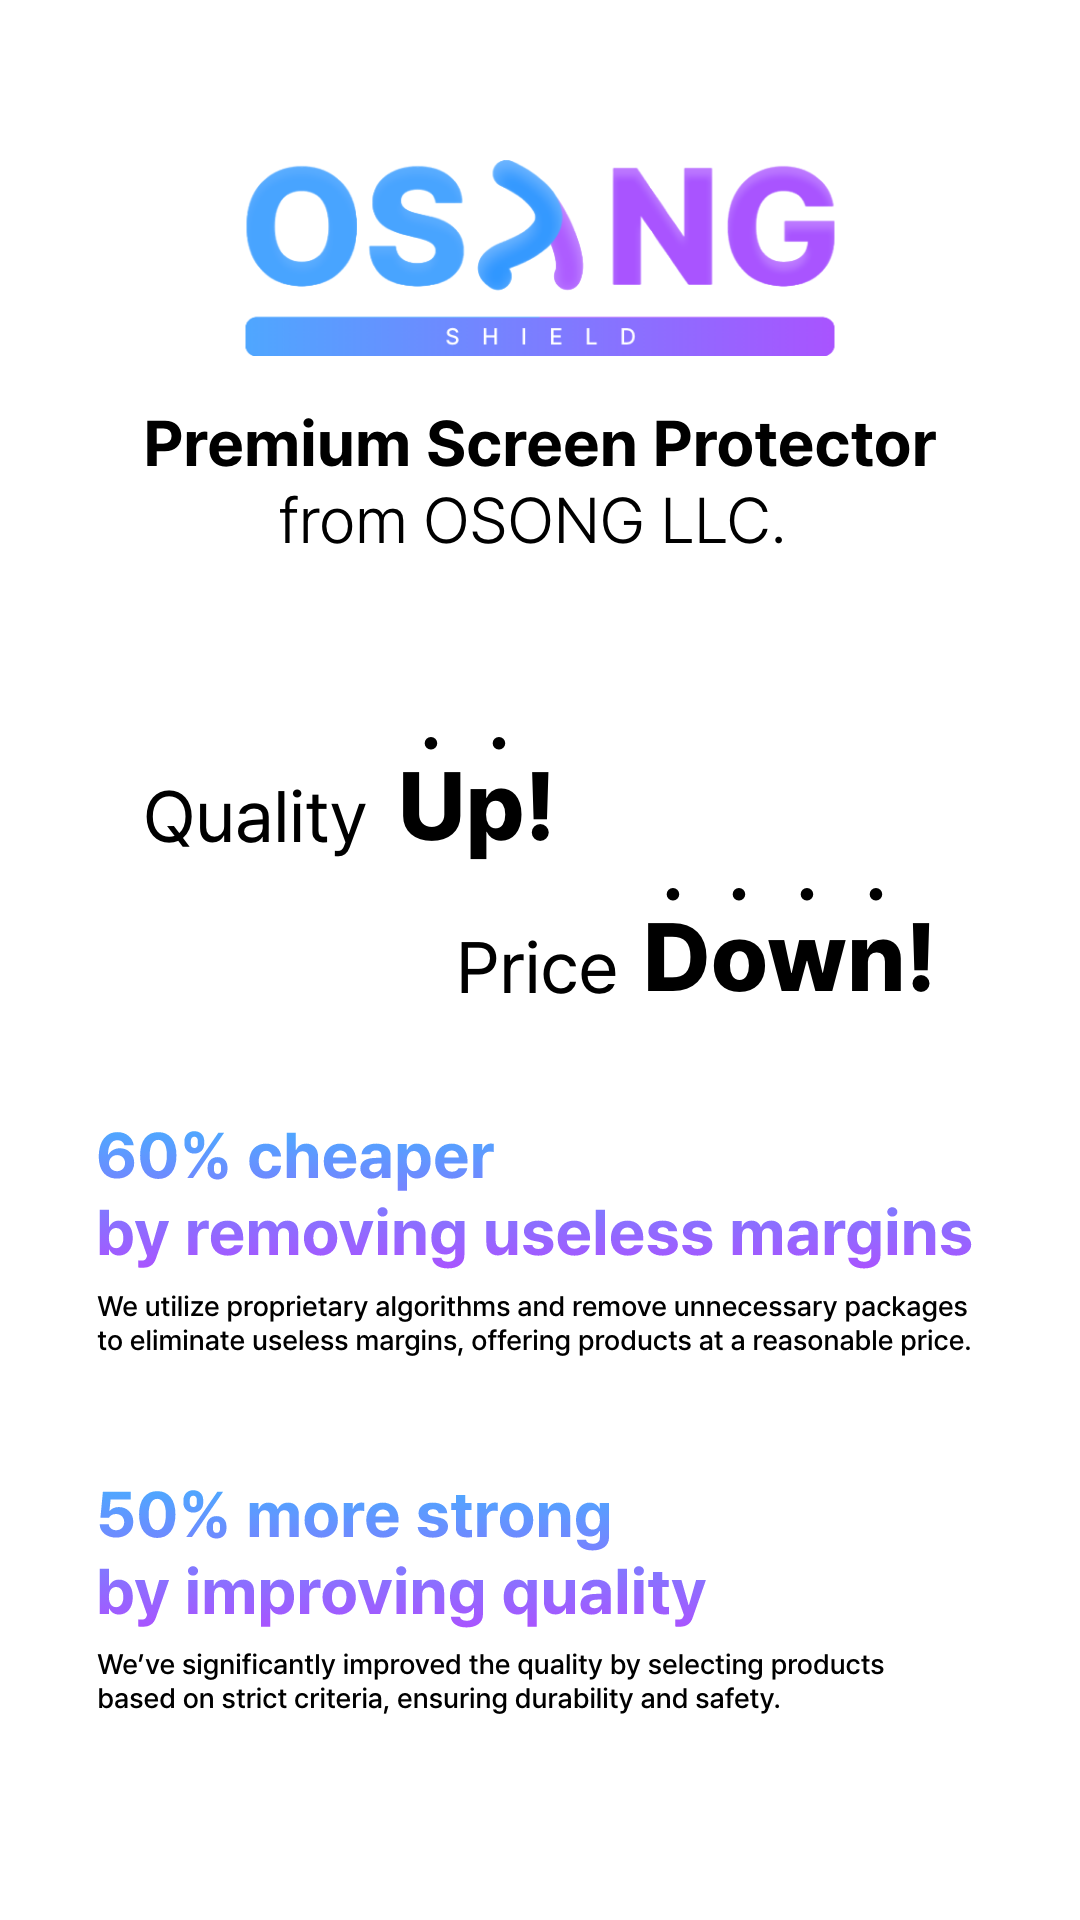 OSλNG
SHIELD
Premium Screen Protector
from OSONG LLC.
Quality Up!
Price Down!
60% cheaper
by removing useless margins
We utilize proprietary algorithms and remove unnecessary packages
to eliminate useless margins, offering products at a reasonable price.
50% more strong
by improving quality
We’ve significantly improved the quality by selecting products
based on strict criteria, ensuring durability and safety.